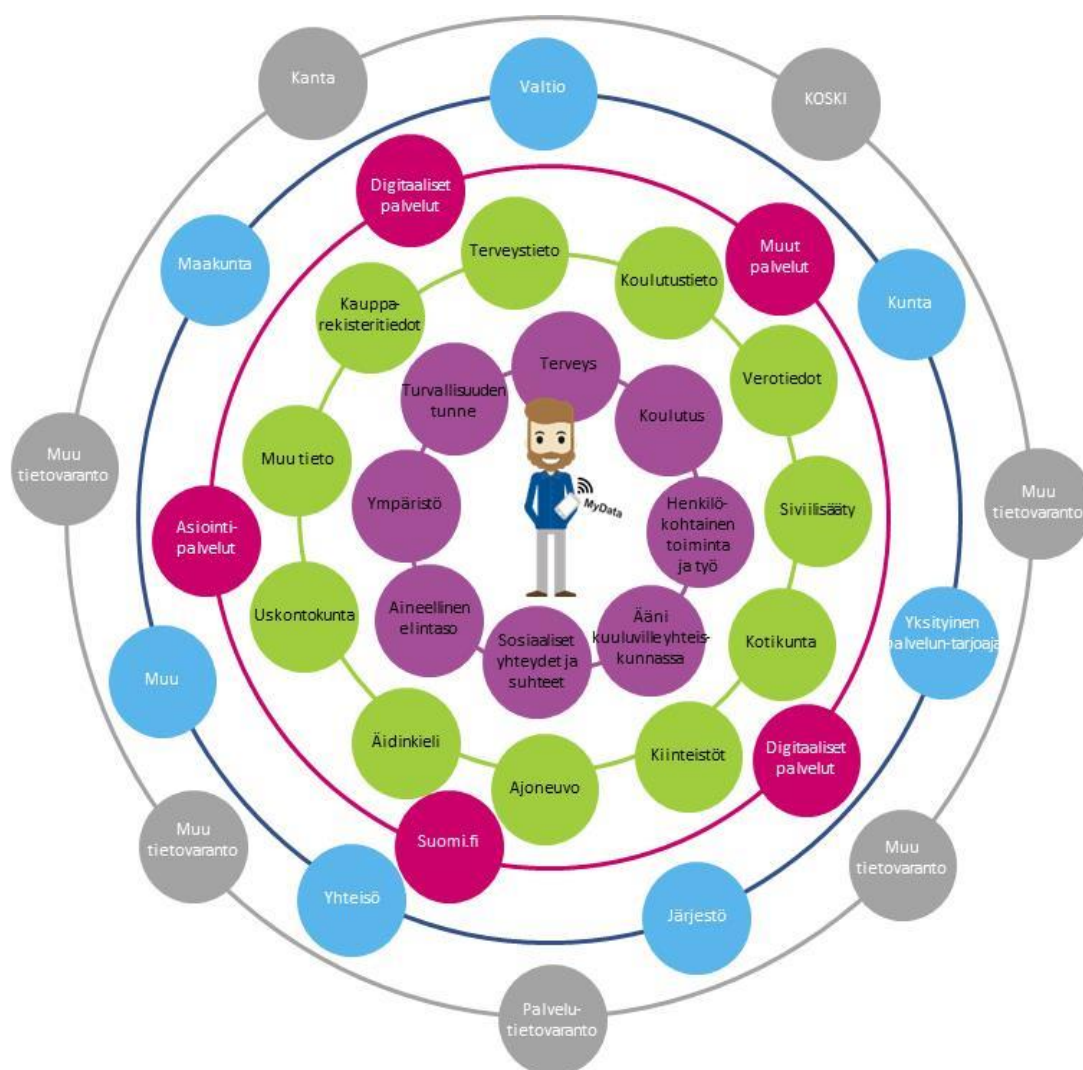 Kanta
KOSKI
Valtio
Digitaaliset
palvelut
Muut
palvelut
Maakunta
Kunta
Terveystieto
Koulutustieto
Kauppa-
rekisteritiedot
Verotiedot
Terveys
Turvallisuuden
tunne
Koulutus
Muu
tietovaranto
Muu tieto
Ympäristö
MyData
Henkilö-
kohtainen
toiminta
ja työ
Siviilisääty
Muu
tietovaranto
Asiointi-
palvelut
Uskontokunta
Aineellinen
elintaso
Sosiaaliset
yhteydet ja
suhteet
Ääni
kuuluville yhteis-
kunnassa
Kotikunta
Yksityinen
palvelun-tarjoaja
Muu
Äidinkieli
Ajoneuvo
Kiinteistöt
Digitaaliset
palvelut
Muu
tietovaranto
Suomi.fi
Muu
tietovaranto
Yhteisö
Järjestö
Palvelu-
tietovaranto